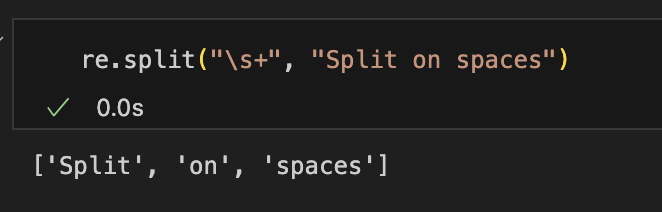 re.split("\s+", "Split on spaces")
0.0s
['Split', 'on', 'spaces']